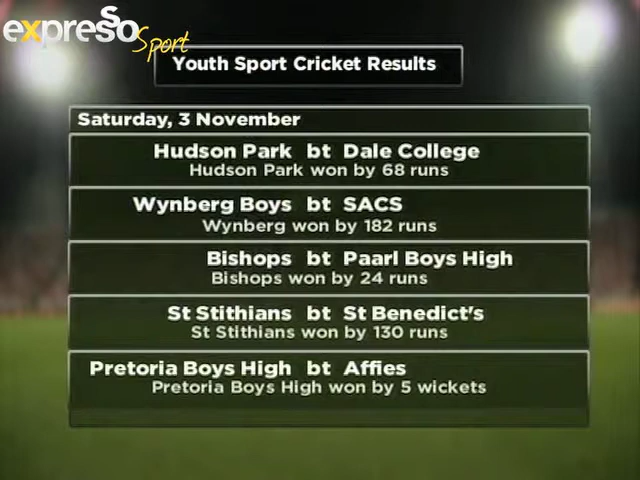 expresso
Sport
Youth Sport Cricket Results
Saturday, 3 November
Hudson Park bt Dale College
Hudson Park won by 68 runs
Wynberg Boys bt SACS
Wynberg won by 182 runs
Bishops bt Paarl Boys High
Bishops won by 24 runs
St Stithians bt St Benedict's
St Stithians won by 130 runs
Pretoria Boys High bt Affies
Pretoria Boys High won by 5 wickets